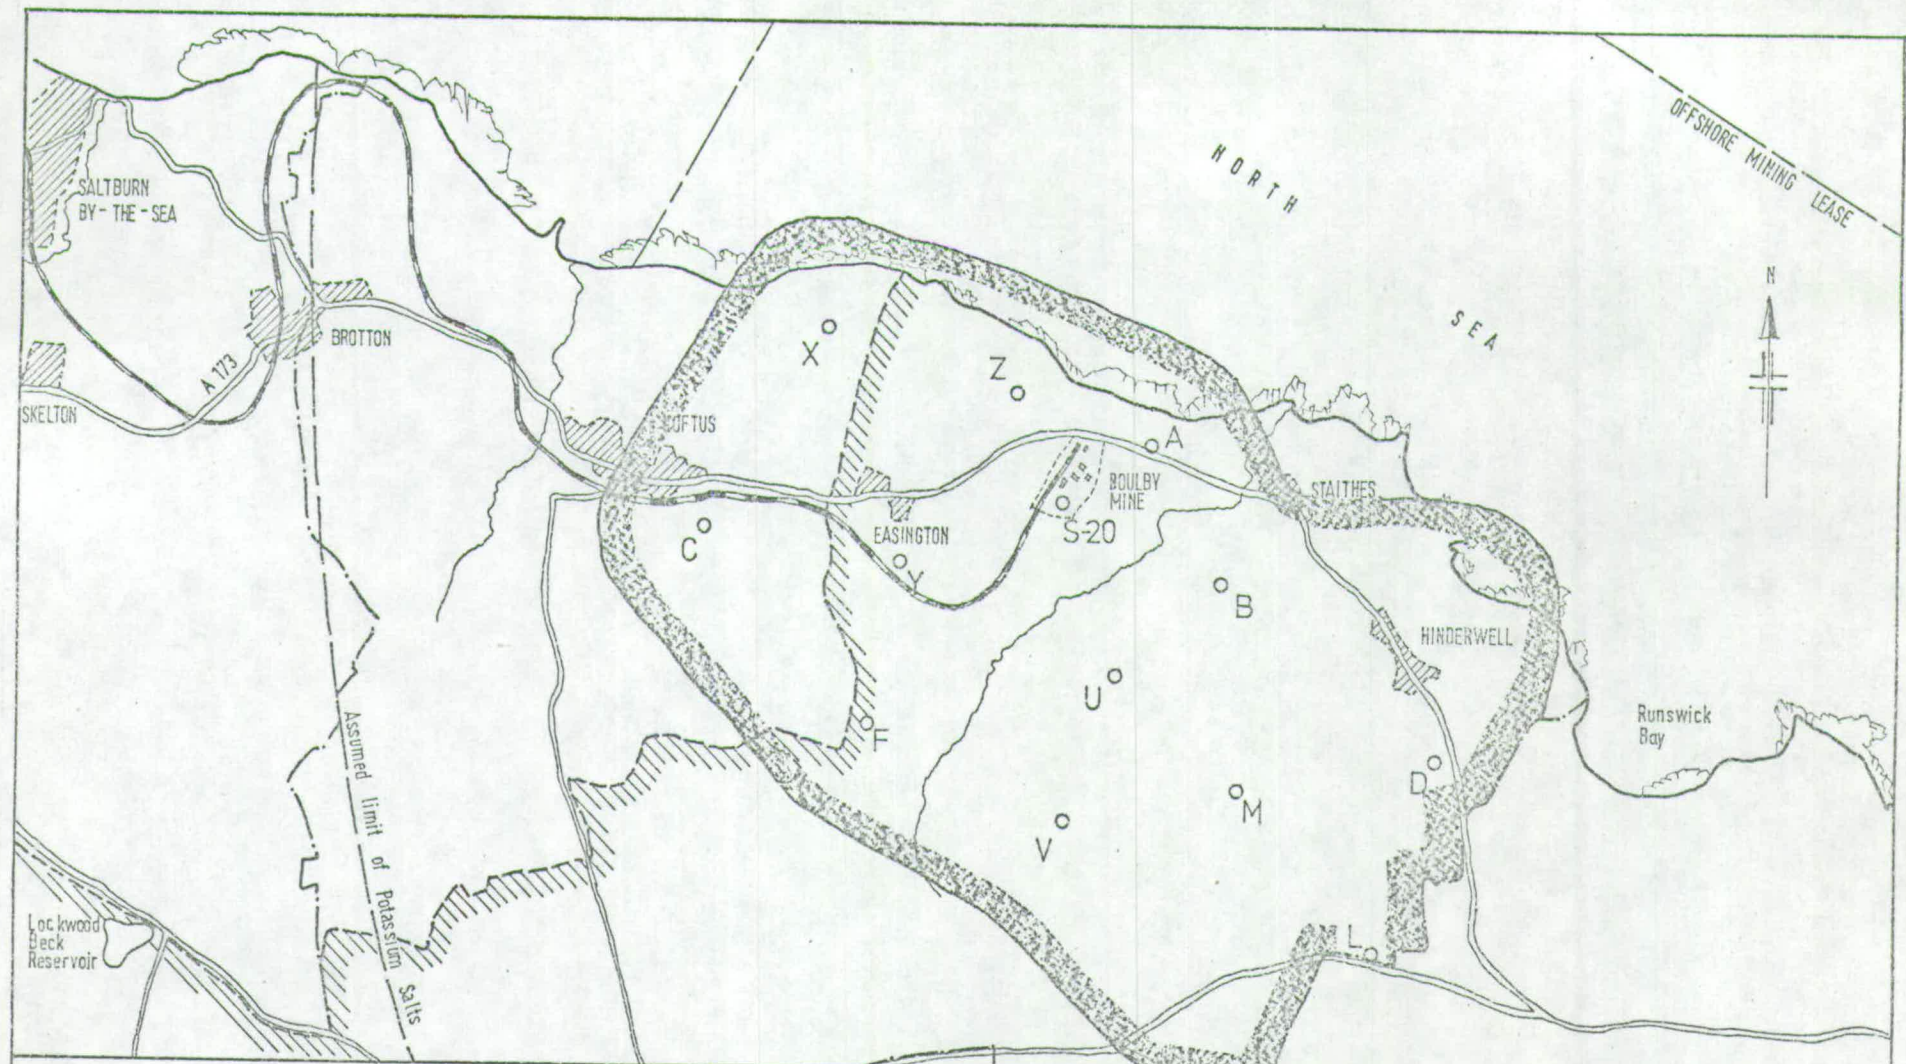 OFFSHORE MINING LEASE
NORTH
SEA
N
SALTBURN
BY-THE-SEA
BROTTON
A 173
SKELTON
X
Z
LOFTUS
A
BOULBY
MINE
S-20
STAITHES
EASINGTON
C
Y
B
HINDERWELL
U
F
Runswick
Bay
D
M
V
L
Assumed limit of Potassium Salts
Lockwood
Beck
Reservoir